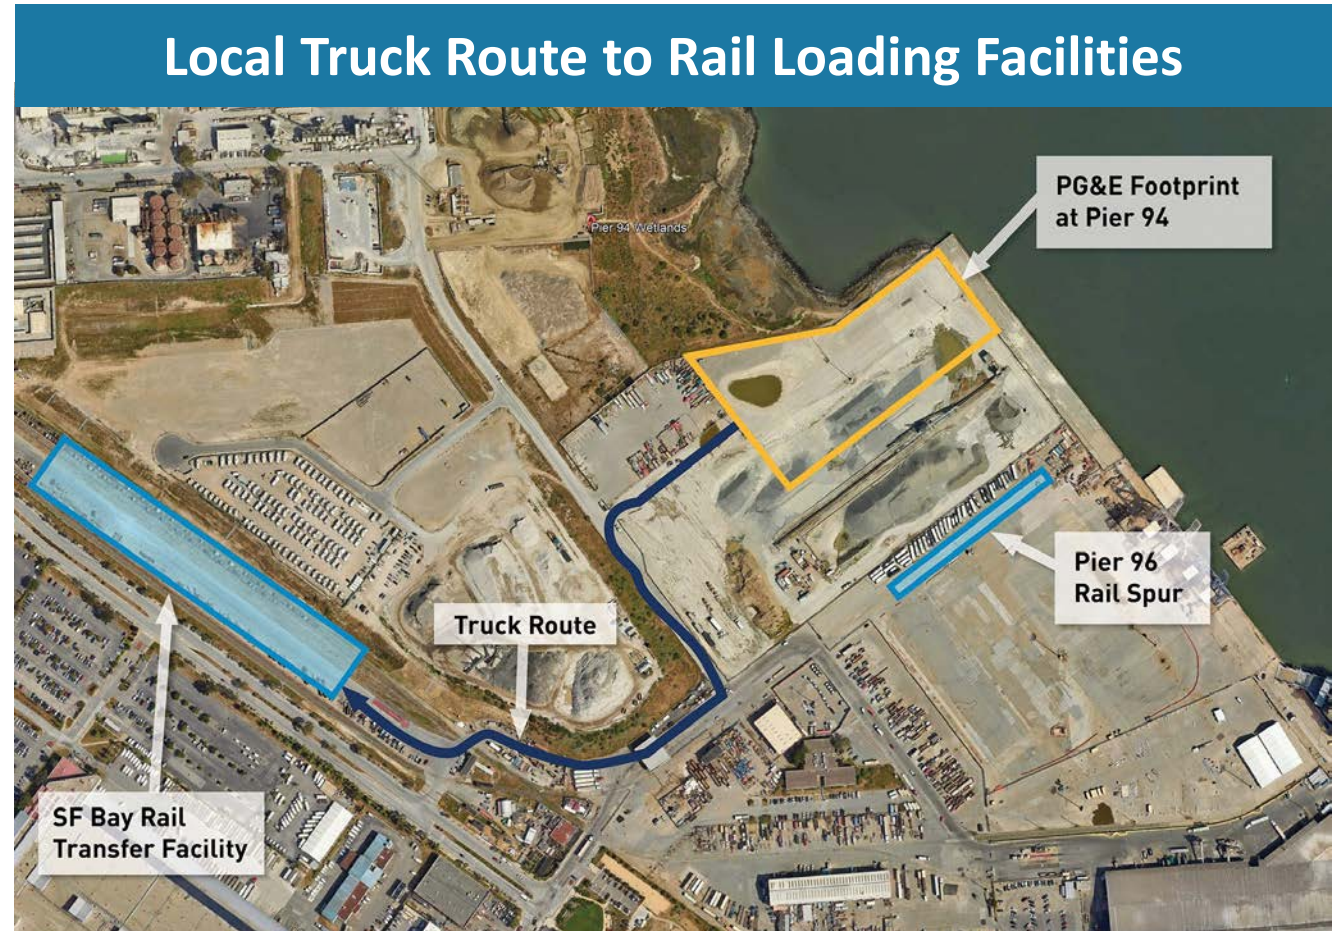 Local Truck Route to Rail Loading Facilities
PG&E Footprint
at Pier 94
Pier 94 Wetlands
Pier 96
Rail Spur
Truck Route
SF Bay Rail
Transfer Facility